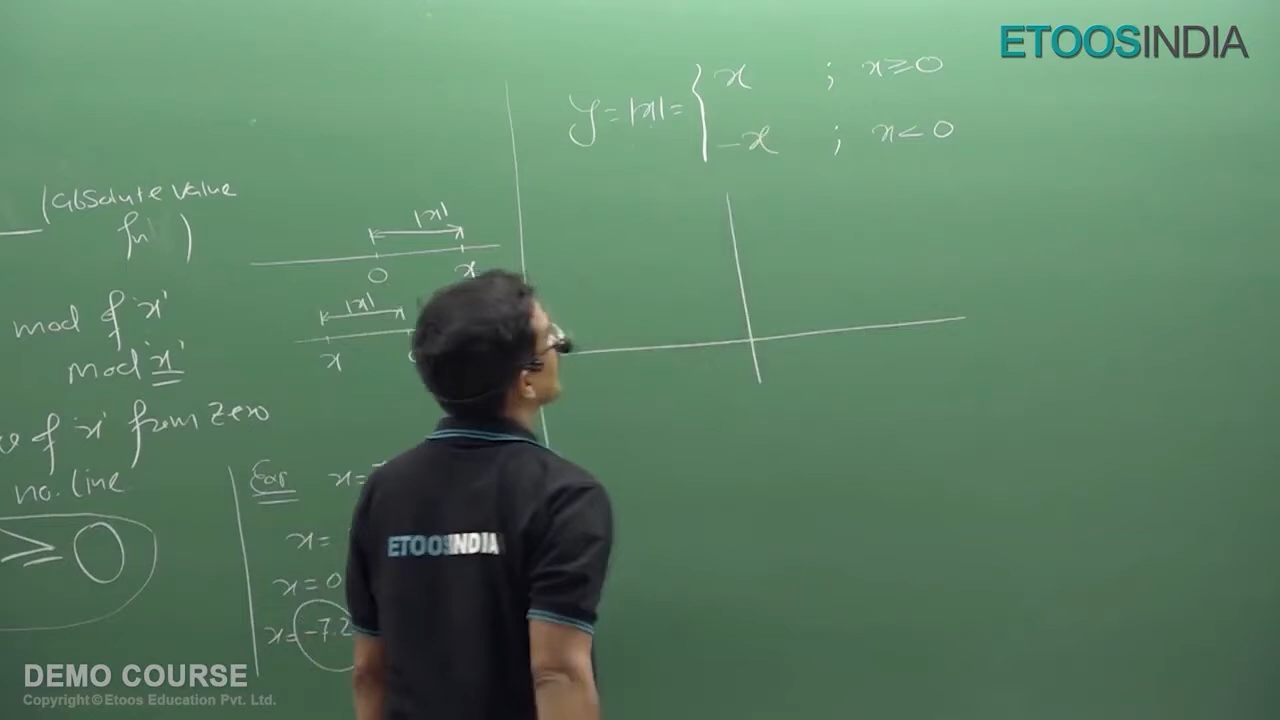 ETOOSINDIA
y = |x| = { x ; x ≥ 0
-x ; x < 0
(Absolute value
fn)
|x|
0 x
|x|
x
mod of 'x'
mod 'x'
of 'x' from zero
no. line
≥ 0
Exa x =
x =
x = 0
x = -7.2
ETOOSINDIA
DEMO COURSE
Copyright © Etoos Education Pvt. Ltd.